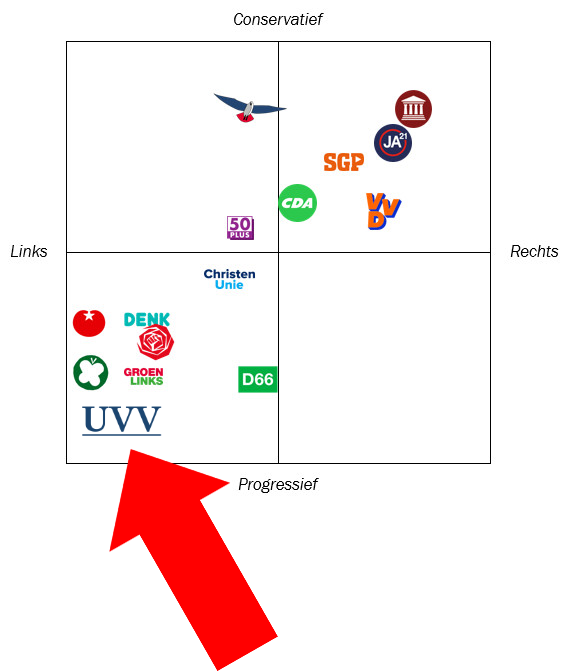 Conservatief
JA21
SGP
CDA
VVD
50
PLUS
Links
Rechts
Christen
Unie
DENK
GROEN
LINKS
D66
UVV
Progressief